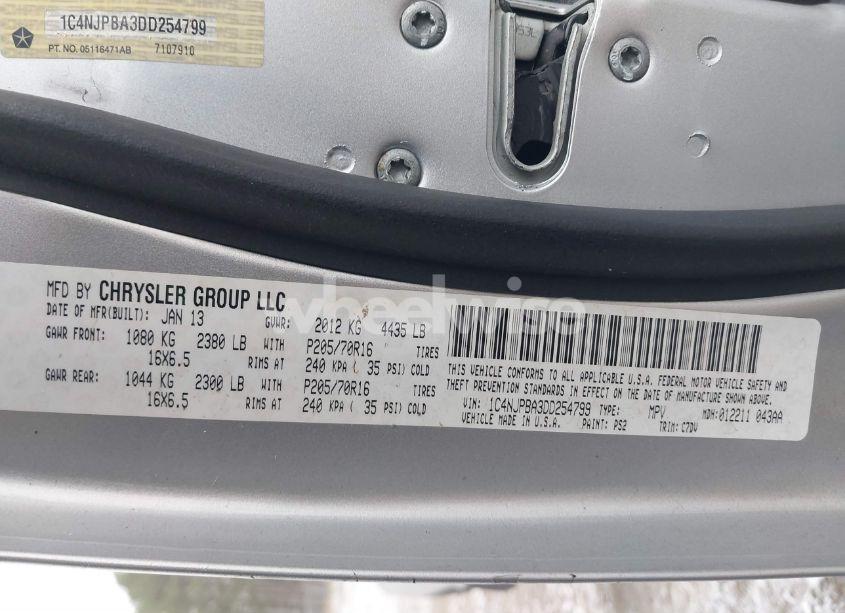 1C4NJPBA3DD254799
PT. NO. 05116471AB 7107910
MFD BY CHRYSLER GROUP LLC
DATE OF MFR(BUILT): JAN 13 GVWR: 2012 KG 4435 LB
GAWR FRONT: 1080 KG 2380 LB WITH P205/70R16 TIRES
16X6.5 RIMS AT 240 KPA ( 35 PSI) COLD
GAWR REAR: 1044 KG 2300 LB WITH P205/70R16 TIRES
16X6.5 RIMS AT 240 KPA ( 35 PSI) COLD
THIS VEHICLE CONFORMS TO ALL APPLICABLE U.S.A. FEDERAL MOTOR VEHICLE SAFETY AND
THEFT PREVENTION STANDARDS IN EFFECT ON THE DATE OF MANUFACTURE SHOWN ABOVE.
VIN: 1C4NJPBA3DD254799 TYPE: MPV MDH:012211 043AA
VEHICLE MADE IN U.S.A. PAINT: PS2 TRIM: C7DV
wheelwise